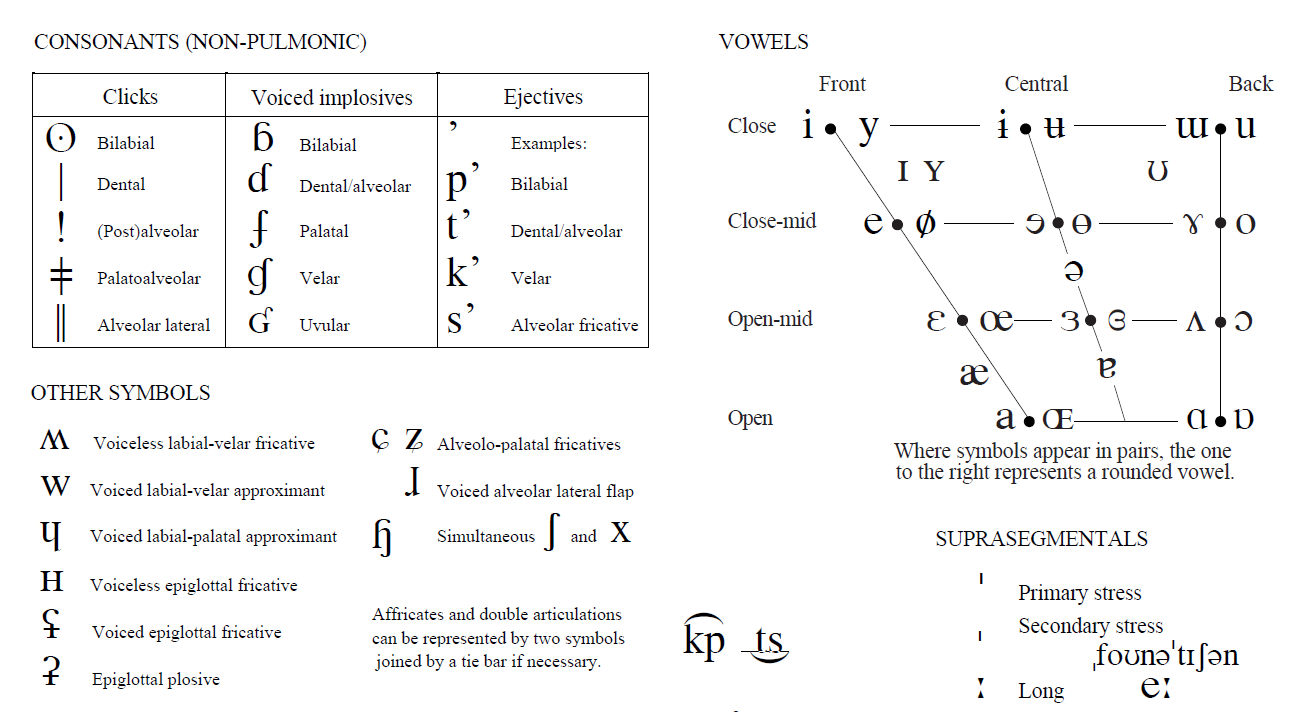 CONSONANTS (NON-PULMONIC)
Clicks Voiced implosives Ejectives
ʘ Bilabial ɓ Bilabial ʼ Examples:
ǀ Dental ɗ Dental/alveolar pʼ Bilabial
ǃ (Post)alveolar ʄ Palatal tʼ Dental/alveolar
ǂ Palatoalveolar ɠ Velar kʼ Velar
ǁ Alveolar lateral ʛ Uvular sʼ Alveolar fricative
OTHER SYMBOLS
ʍ Voiceless labial-velar fricative ɕ ʑ Alveolo-palatal fricatives
w Voiced labial-velar approximant ɺ Voiced alveolar lateral flap
ɥ Voiced labial-palatal approximant ɧ Simultaneous ʃ and x
ʜ Voiceless epiglottal fricative
ʢ Voiced epiglottal fricative
ʡ Epiglottal plosive
Affricates and double articulations
can be represented by two symbols
joined by a tie bar if necessary.
k͡p t͜s
VOWELS
Front Central Back
Close i y ɨ ʉ ɯ u
ɪ ʏ ʊ
Close-mid e ø ɘ ɵ ɤ o
ə
Open-mid ɛ œ ɜ ɞ ʌ ɔ
æ ɐ
Open a ɶ ɑ ɒ
Where symbols appear in pairs, the one
to the right represents a rounded vowel.
SUPRASEGMENTALS
ˈ Primary stress
ˌ Secondary stress
ˌfoʊnəˈtɪʃən
ː Long eː